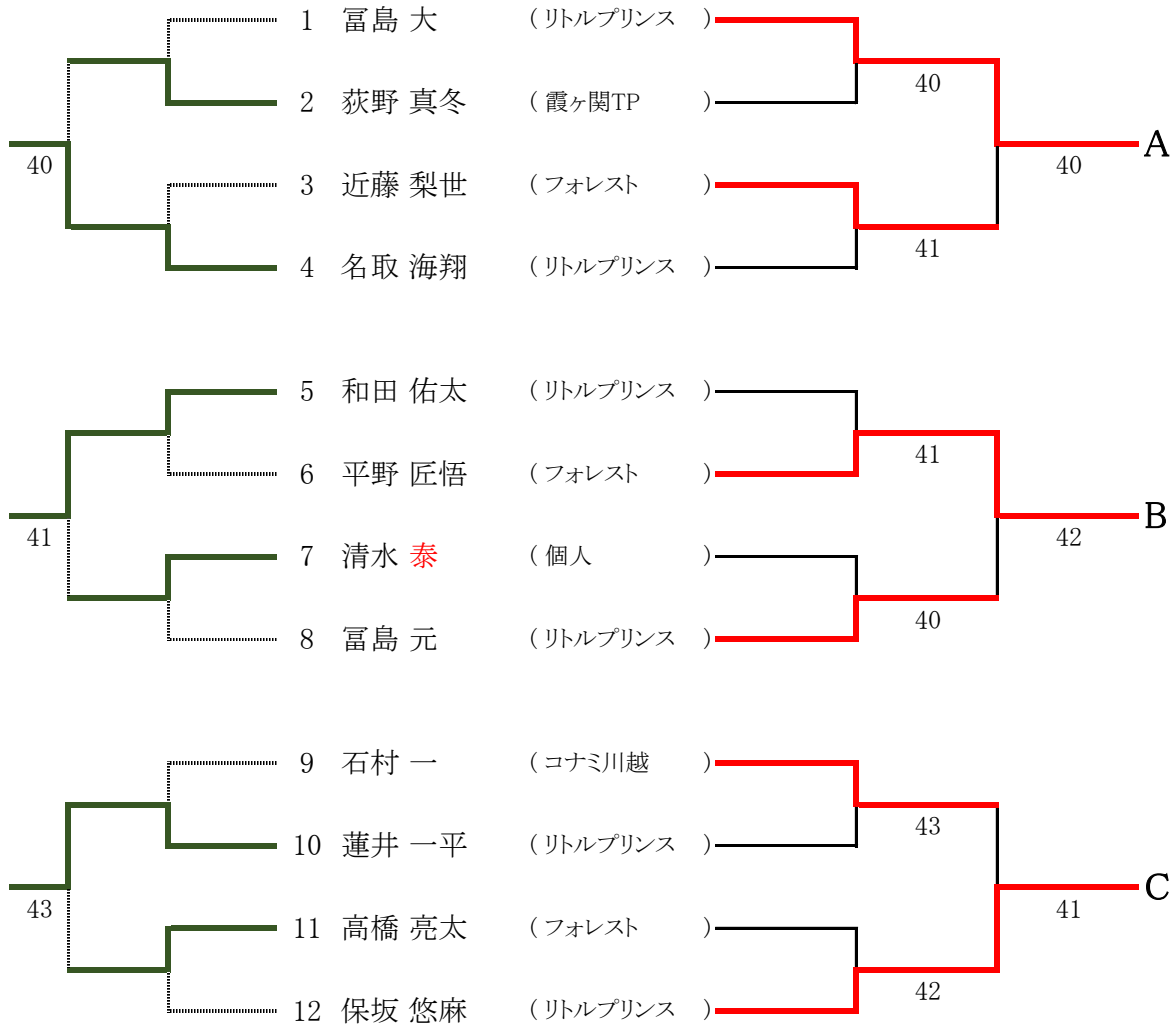 1 冨島 大 （リトルプリンス ）
40
2 荻野 真冬 （霞ヶ関TP ）
40 40 A
3 近藤 梨世 （フォレスト ）
41
4 名取 海翔 （リトルプリンス ）
5 和田 佑太 （リトルプリンス ）
41
6 平野 匠悟 （フォレスト ）
41 42 B
7 清水 泰 （個人 ）
40
8 冨島 元 （リトルプリンス ）
9 石村 一 （コナミ川越 ）
43
10 蓮井 一平 （リトルプリンス ）
43 41 C
11 高橋 亮太 （フォレスト ）
42
12 保坂 悠麻 （リトルプリンス ）